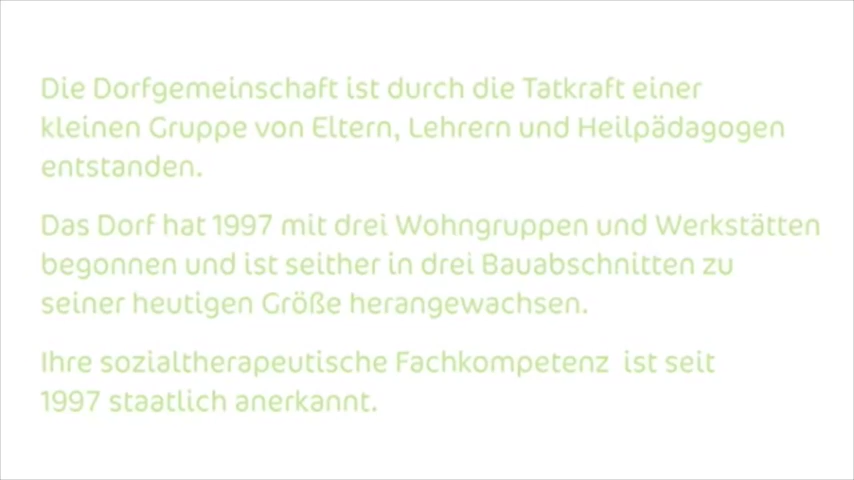 Die Dorfgemeinschaft ist durch die Tatkraft einer
kleinen Gruppe von Eltern, Lehrern und Heilpädagogen
entstanden.
Das Dorf hat 1997 mit drei Wohngruppen und Werkstätten
begonnen und ist seither in drei Bauabschnitten zu
seiner heutigen Größe herangewachsen.
Ihre sozialtherapeutische Fachkompetenz  ist seit
1997 staatlich anerkannt.